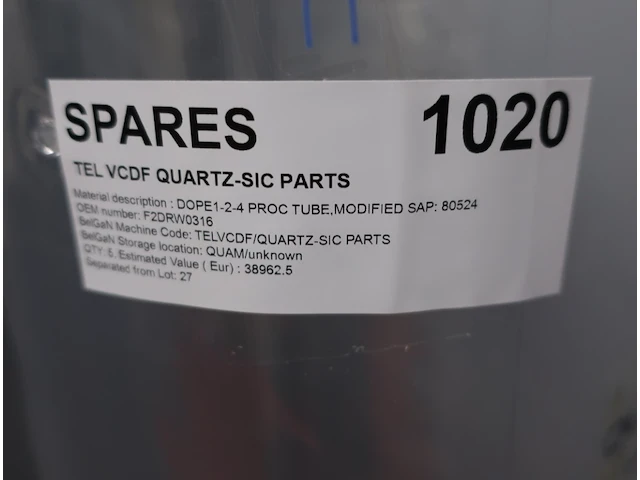 SPARES 1020
TEL VCDF QUARTZ-SIC PARTS
Material description : DOPE1-2-4 PROC TUBE,MODIFIED SAP: 80524
OEM number: F2DRW0316
BelGaN Machine Code: TELVCDF/QUARTZ-SIC PARTS
BelGaN Storage location: QUAM/unknown
QTY: 5, Estimated Value ( Eur) : 38962.5
Separated from Lot: 27